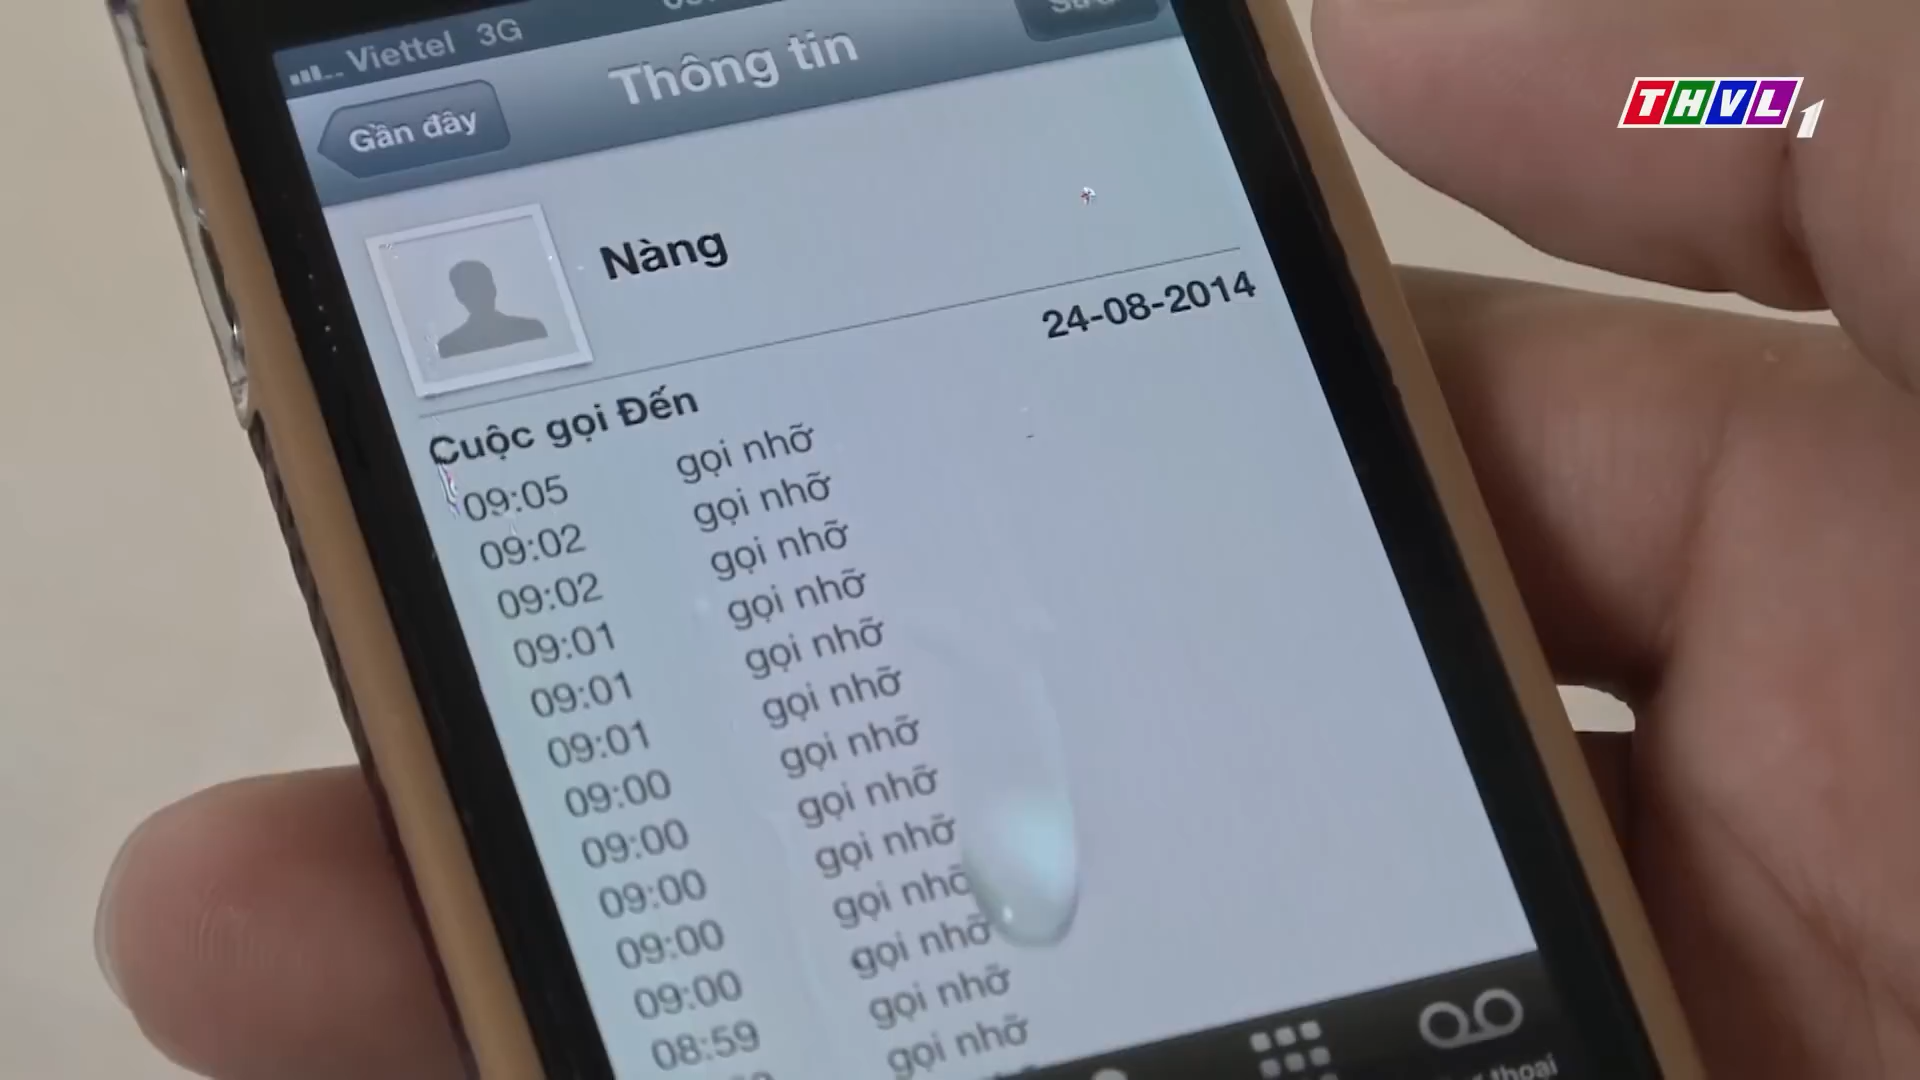 Viettel 3G
Thông tin
Gần đây
THVL1
Nàng
24-08-2014
Cuộc gọi Đến
09:05 gọi nhỡ
09:02 gọi nhỡ
09:02 gọi nhỡ
09:01 gọi nhỡ
09:01 gọi nhỡ
09:01 gọi nhỡ
09:00 gọi nhỡ
09:00 gọi nhỡ
09:00 gọi nhỡ
09:00 gọi nhỡ
09:00 gọi nhỡ
08:59 gọi nhỡ
gọi nhỡ
thoại